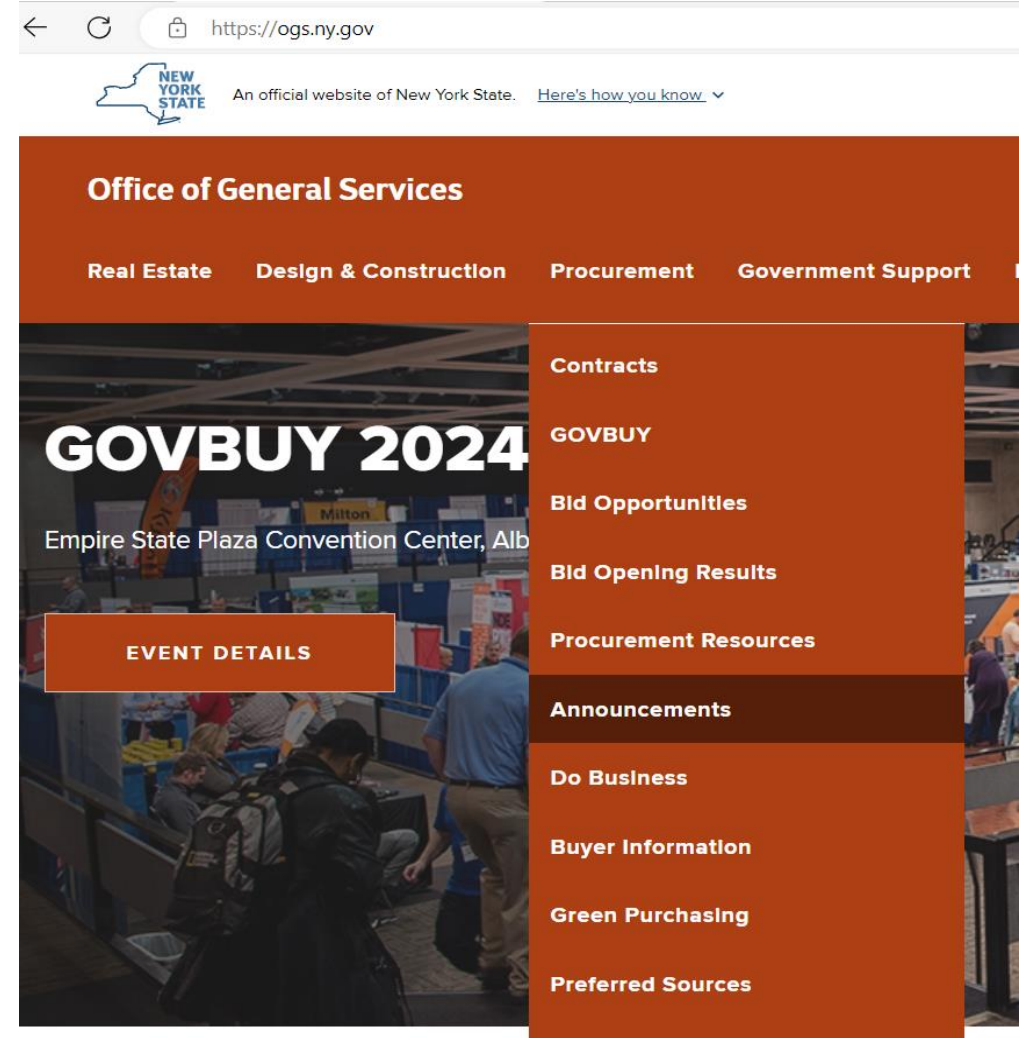 https://ogs.ny.gov
NEW
YORK
STATE
An official website of New York State. Here's how you know
Office of General Services
Real Estate Design & Construction Procurement Government Support
Contracts
GOVBUY
Bid Opportunities
Bid Opening Results
Procurement Resources
Announcements
Do Business
Buyer Information
Green Purchasing
Preferred Sources
GOVBUY 2024
Milton
Empire State Plaza Convention Center, Alb
EVENT DETAILS